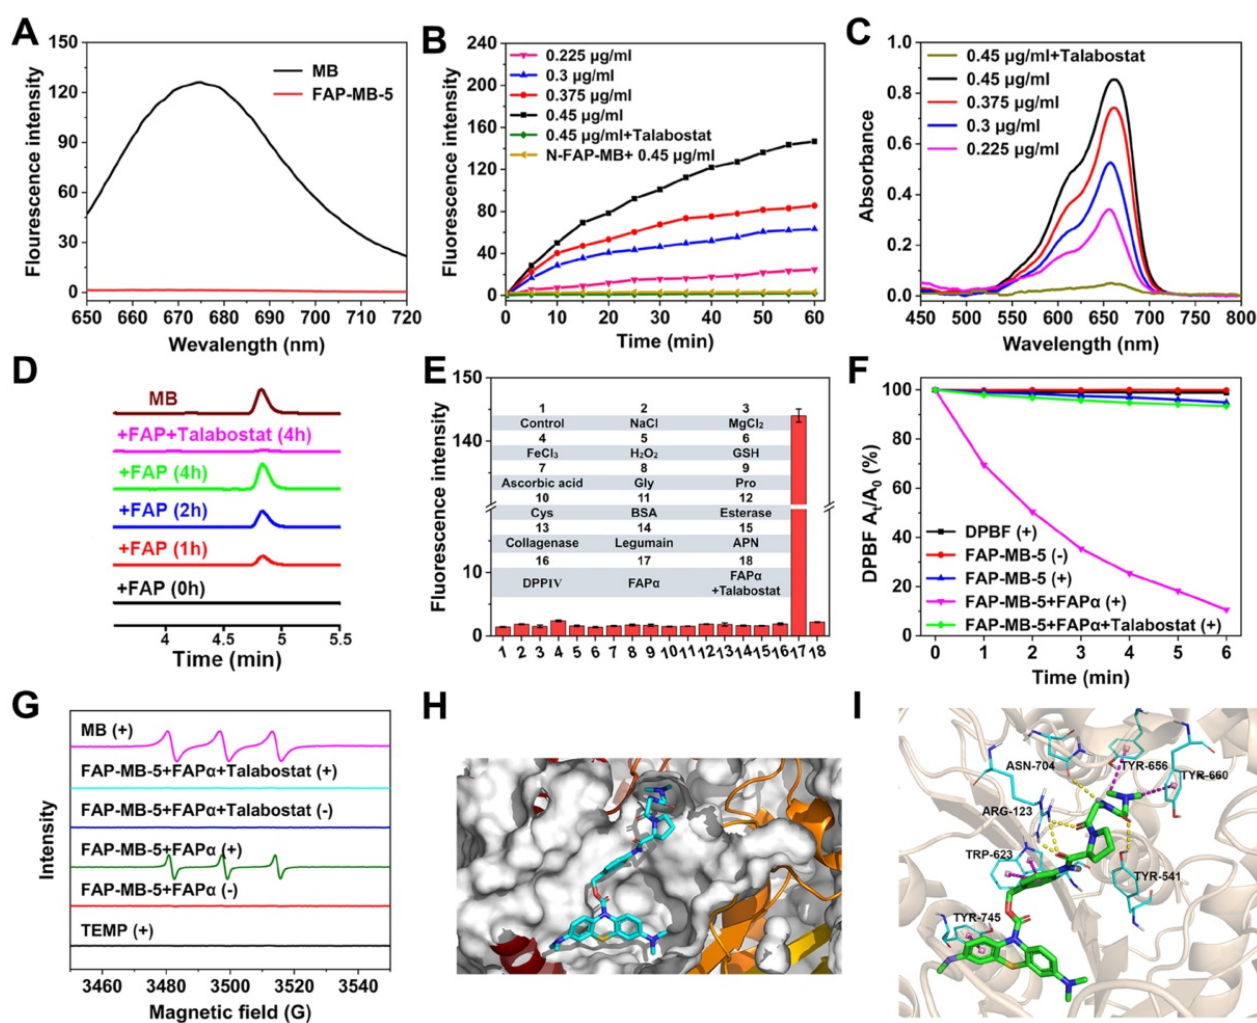 A
Flourescence intensity
150
120
90
60
30
0
MB
FAP-MB-5
650 660 670 680 690 700 710 720
Wevalength (nm)
B
Fluorescence intensity
240
200
160
120
80
40
0
0.225 μg/ml
0.3 μg/ml
0.375 μg/ml
0.45 μg/ml
0.45 μg/ml+Talabostat
N-FAP-MB+ 0.45 μg/ml
0 10 20 30 40 50 60
Time (min)
C
Absorbance
1.0
0.8
0.6
0.4
0.2
0.0
0.45 μg/ml+Talabostat
0.45 μg/ml
0.375 μg/ml
0.3 μg/ml
0.225 μg/ml
450 500 550 600 650 700 750 800
Wavelength (nm)
D
MB
+FAP+Talabostat (4h)
+FAP (4h)
+FAP (2h)
+FAP (1h)
+FAP (0h)
4 4.5 4.8 5 5.5
Time (min)
E
Fluorescence intensity
150
140
10
0
1 2 3
Control NaCl MgCl₂
4 5 6
FeCl₃ H₂O₂ GSH
7 8 9
Ascorbic acid Gly Pro
10 11 12
Cys BSA Esterase
13 14 15
Collagenase Legumain APN
16 17 18
DPPIV FAPα FAPα
+Talabostat
1 2 3 4 5 6 7 8 9 10 11 12 13 14 15 16 17 18
F
DPBF Aₜ/A₀ (%)
100
80
60
40
20
0
DPBF (+)
FAP-MB-5 (-)
FAP-MB-5 (+)
FAP-MB-5+FAPα (+)
FAP-MB-5+FAPα+Talabostat (+)
0 1 2 3 4 5 6
Time (min)
G
Intensity
MB (+)
FAP-MB-5+FAPα+Talabostat (+)
FAP-MB-5+FAPα+Talabostat (-)
FAP-MB-5+FAPα (+)
FAP-MB-5+FAPα (-)
TEMP (+)
3460 3480 3500 3520 3540
Magnetic field (G)
H
I
ASN-704
TYR-656
TYR-660
ARG-123
TRP-623
TYR-541
TYR-745